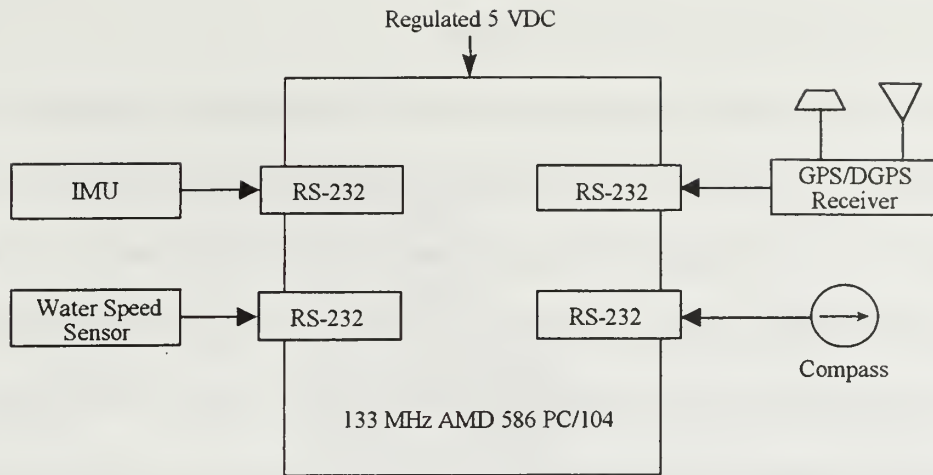 Regulated 5 VDC
IMU
RS-232
RS-232
GPS/DGPS
Receiver
Water Speed
Sensor
RS-232
RS-232
Compass
133 MHz AMD 586 PC/104